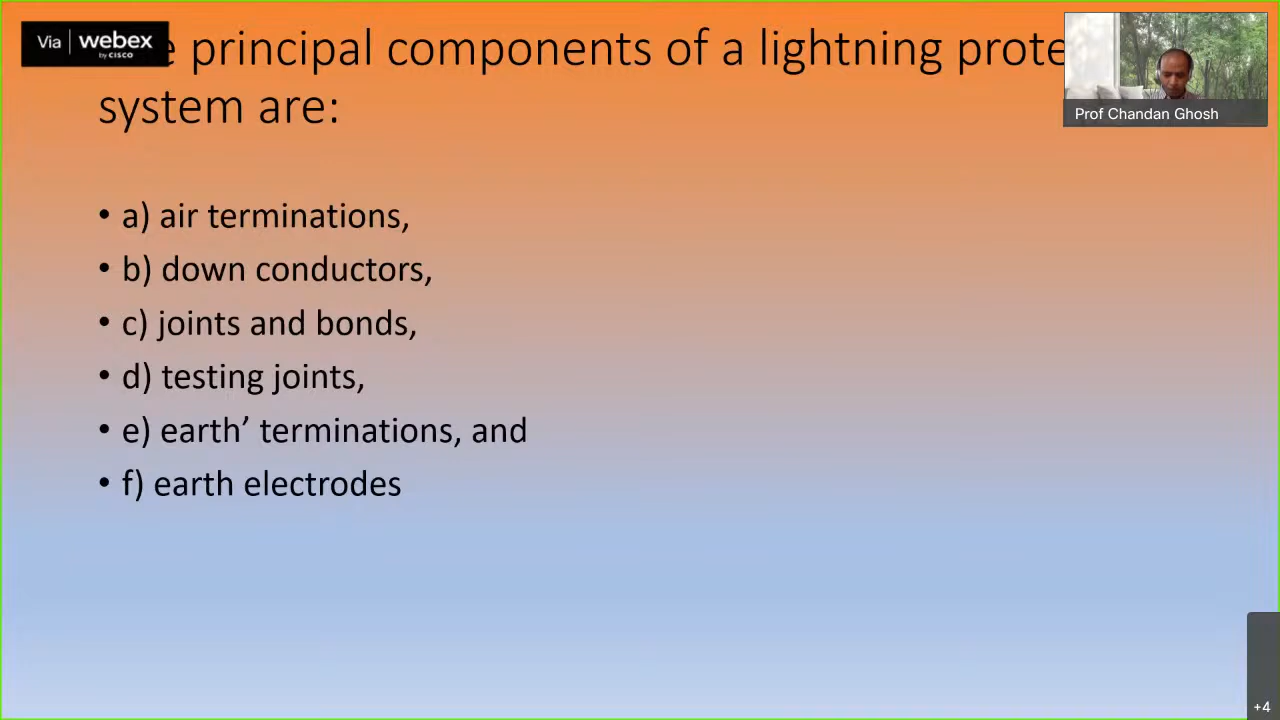 Via webex
by CISCO
principal components of a lightning
system are:
Prof Chandan Ghosh
• a) air terminations,
• b) down conductors,
• c) joints and bonds,
• d) testing joints,
• e) earth’ terminations, and
• f) earth electrodes
+4